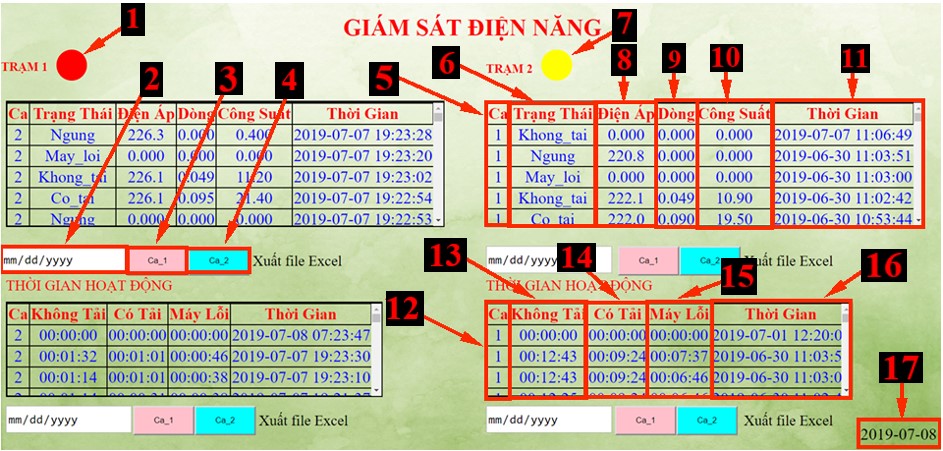 GIÁM SÁT ĐIỆN NĂNG
1
7
TRẠM 1
TRẠM 2
2
3
4
5
6
8
9
10
11
Ca Trạng Thái Điện Áp Dòng Công Suất Thời Gian
2 Ngung 226.3 0.000 0.400 2019-07-07 19:23:28
2 May_loi 0.000 0.000 0.000 2019-07-07 19:23:20
2 Khong_tai 226.1 0.049 11.20 2019-07-07 19:23:02
2 Co_tai 226.1 0.095 21.40 2019-07-07 19:22:54
2 Ngung 0.000 0.000 0.000 2019-07-07 19:22:53
Ca Trạng Thái Điện Áp Dòng Công Suất Thời Gian
1 Khong_tai 0.000 0.000 0.000 2019-07-07 11:06:49
1 Ngung 220.8 0.000 0.000 2019-06-30 11:03:51
1 May_loi 0.000 0.000 0.000 2019-06-30 11:03:00
1 Khong_tai 222.1 0.049 10.90 2019-06-30 11:02:42
1 Co_tai 222.0 0.090 19.50 2019-06-30 10:53:44
mm/dd/yyyy Ca_1 Ca_2 Xuất file Excel
mm/dd/yyyy Ca_1 Ca_2 Xuất file Excel
THỜI GIAN HOẠT ĐỘNG
THỜI GIAN HOẠT ĐỘNG
12
13
14
15
16
Ca Không Tải Có Tải Máy Lỗi Thời Gian
2 00:00:00 00:00:00 00:00:00 2019-07-08 07:23:47
2 00:01:32 00:01:01 00:00:46 2019-07-07 19:23:30
2 00:01:14 00:01:01 00:00:38 2019-07-07 19:23:10
Ca Không Tải Có Tải Máy Lỗi Thời Gian
1 00:00:00 00:00:00 00:00:00 2019-07-01 12:20:0
1 00:12:43 00:09:24 00:07:37 2019-06-30 11:03:5
1 00:12:43 00:09:24 00:06:46 2019-06-30 11:03:0
mm/dd/yyyy Ca_1 Ca_2 Xuất file Excel
mm/dd/yyyy Ca_1 Ca_2 Xuất file Excel
17
2019-07-08